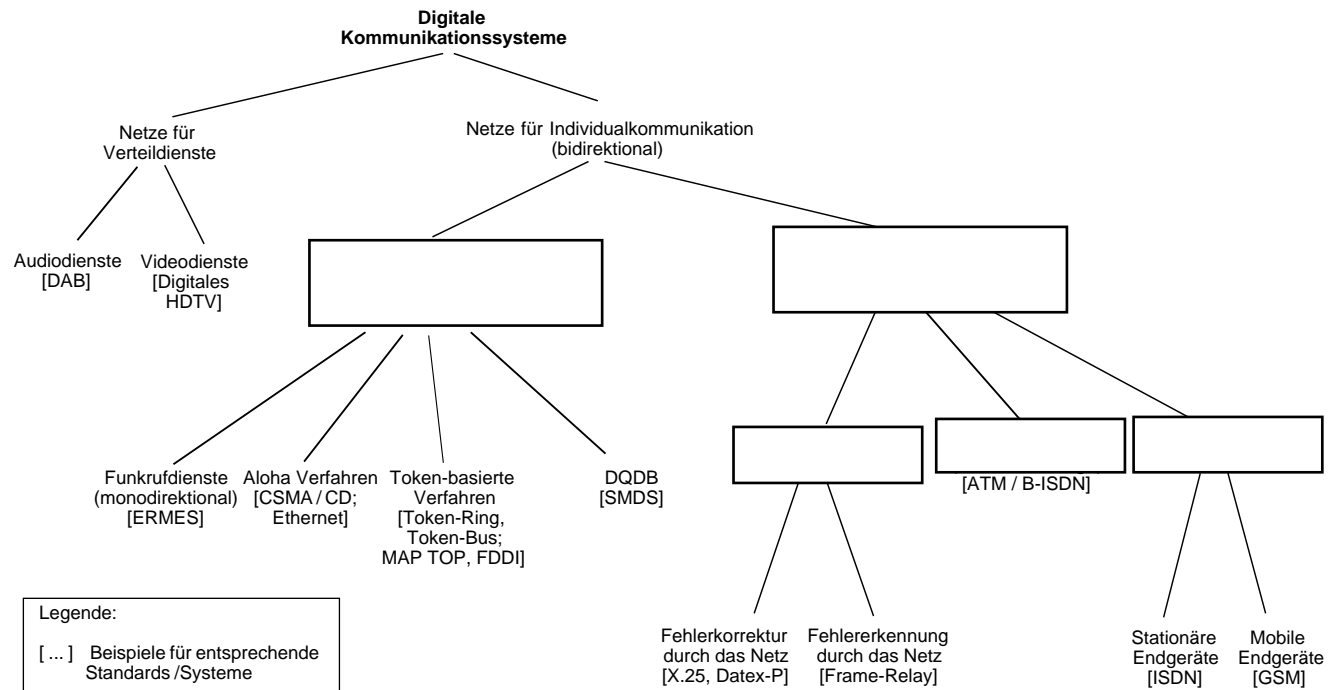 Digitale
Kommunikationssysteme
Netze für
Verteildienste
Netze für Individualkommunikation
(bidirektional)
Audiodienste
[DAB]
Videodienste
[Digitales
HDTV]
Funkrufdienste
(monodirektional)
[ERMES]
Aloha Verfahren
[CSMA / CD;
Ethernet]
Token-basierte
Verfahren
[Token-Ring,
Token-Bus;
MAP TOP, FDDI]
DQDB
[SMDS]
[ATM / B-ISDN]
Fehlerkorrektur
durch das Netz
[X.25, Datex-P]
Fehlererkennung
durch das Netz
[Frame-Relay]
Stationäre
Endgeräte
[ISDN]
Mobile
Endgeräte
[GSM]
Legende:
[ ... ] Beispiele für entsprechende
Standards /Systeme